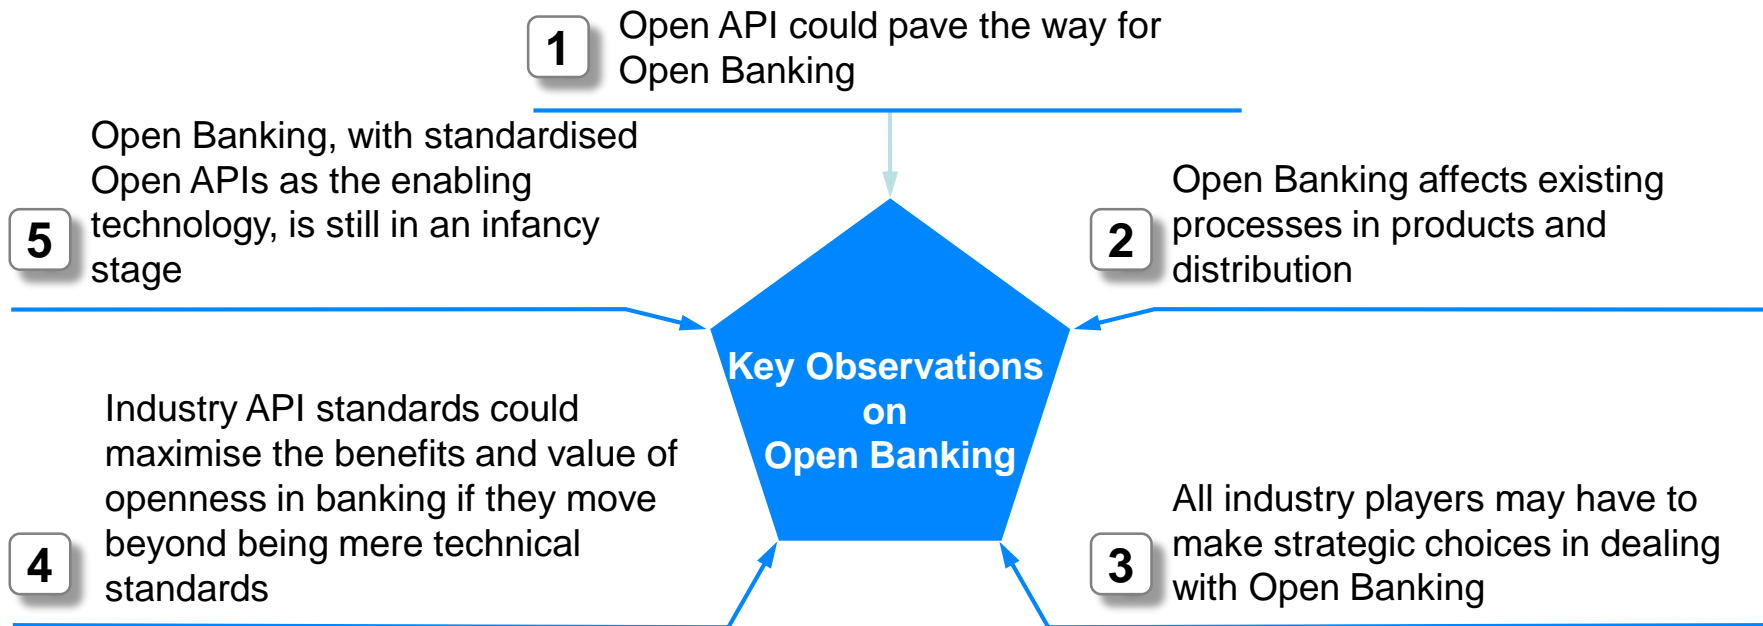 1
Open API could pave the way for
Open Banking
2
Open Banking affects existing
processes in products and
distribution
3
All industry players may have to
make strategic choices in dealing
with Open Banking
4
Industry API standards could
maximise the benefits and value of
openness in banking if they move
beyond being mere technical
standards
5
Open Banking, with standardised
Open APIs as the enabling
technology, is still in an infancy
stage
Key Observations
on
Open Banking